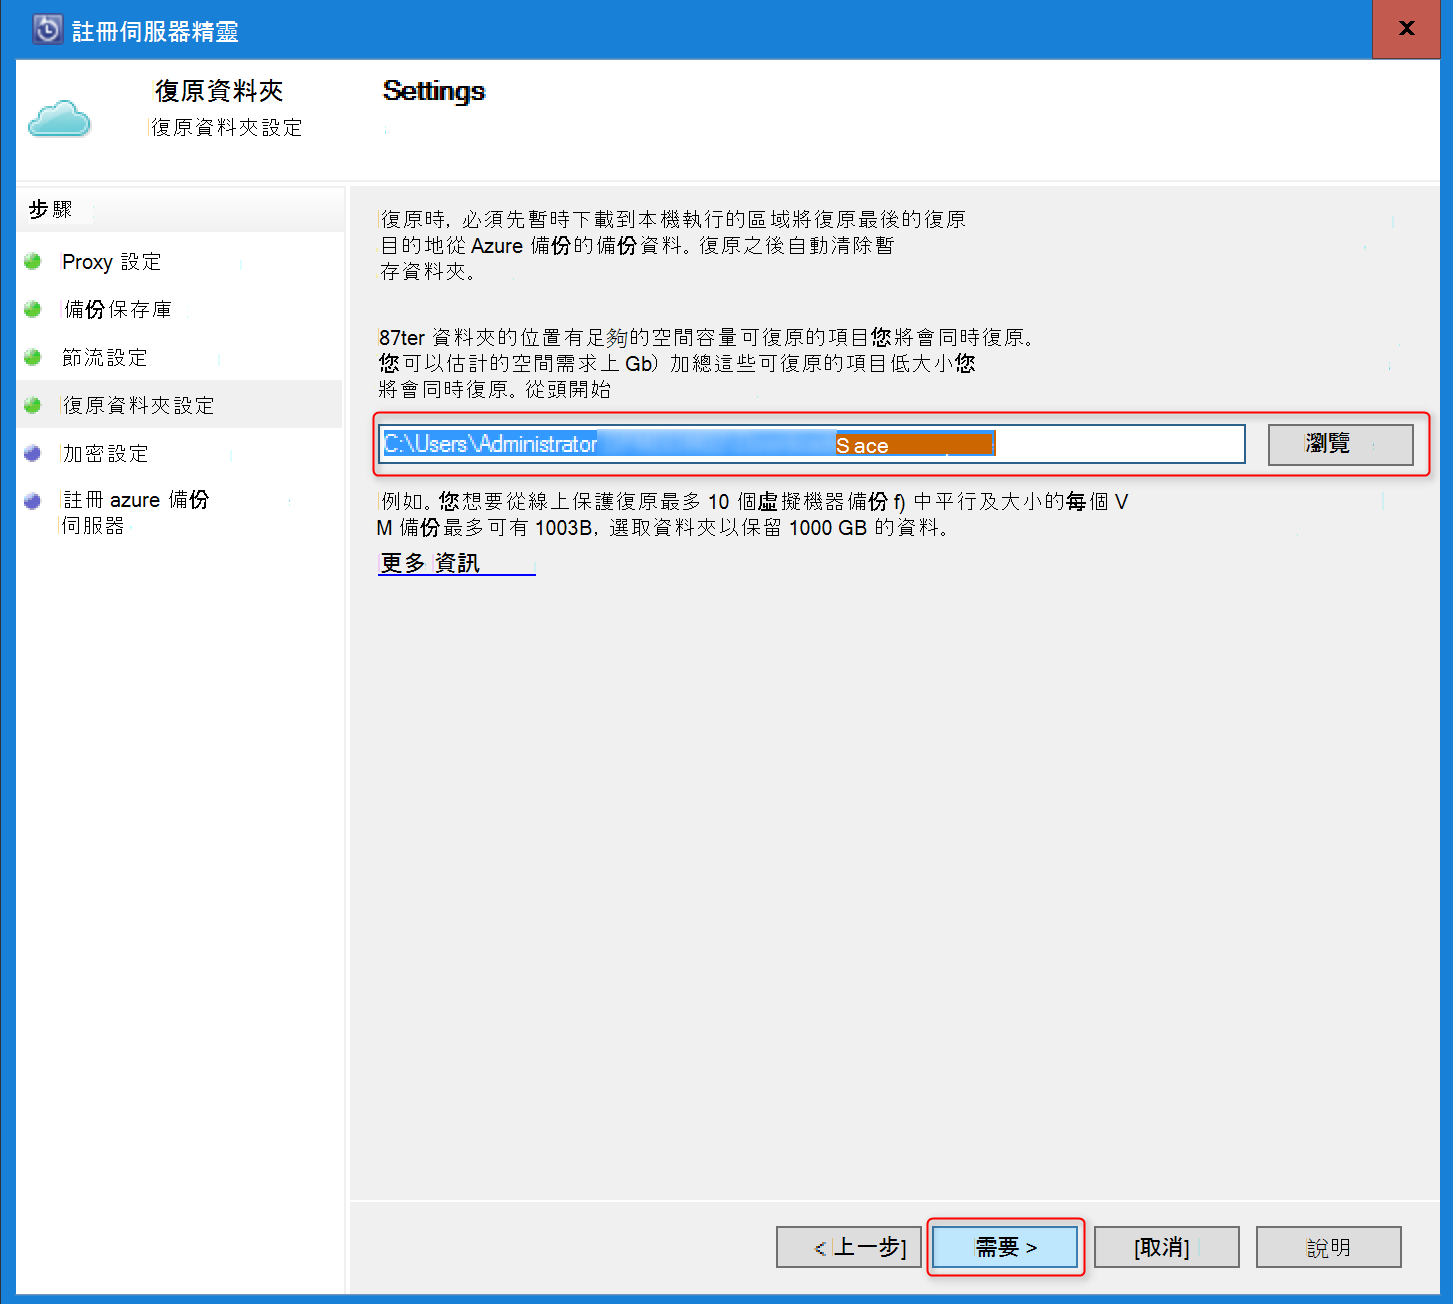 註冊伺服器精靈
x
復原資料夾 Settings
復原資料夾設定
步驟
Proxy 設定
備份保存庫
節流設定
復原資料夾設定
加密設定
註冊 azure 備份
伺服器
復原時, 必須先暫時下載到本機執行的區域將復原最後的復原
目的地從 Azure 備份的備份資料。復原之後自動清除暫
存資料夾。
87ter 資料夾的位置有足夠的空間容量可復原的項目您將會同時復原。
您可以估計的空間需求上 Gb) 加總這些可復原的項目低大小您
將會同時復原。從頭開始
C:\Users\Administrator S ace
瀏覽
例如。您想要從線上保護復原最多 10 個虛擬機器備份 f) 中平行及大小的每個 V
M 備份最多可有 1003B, 選取資料夾以保留 1000 GB 的資料。
更多 資訊
< 上一步]
需要 >
[取消]
說明